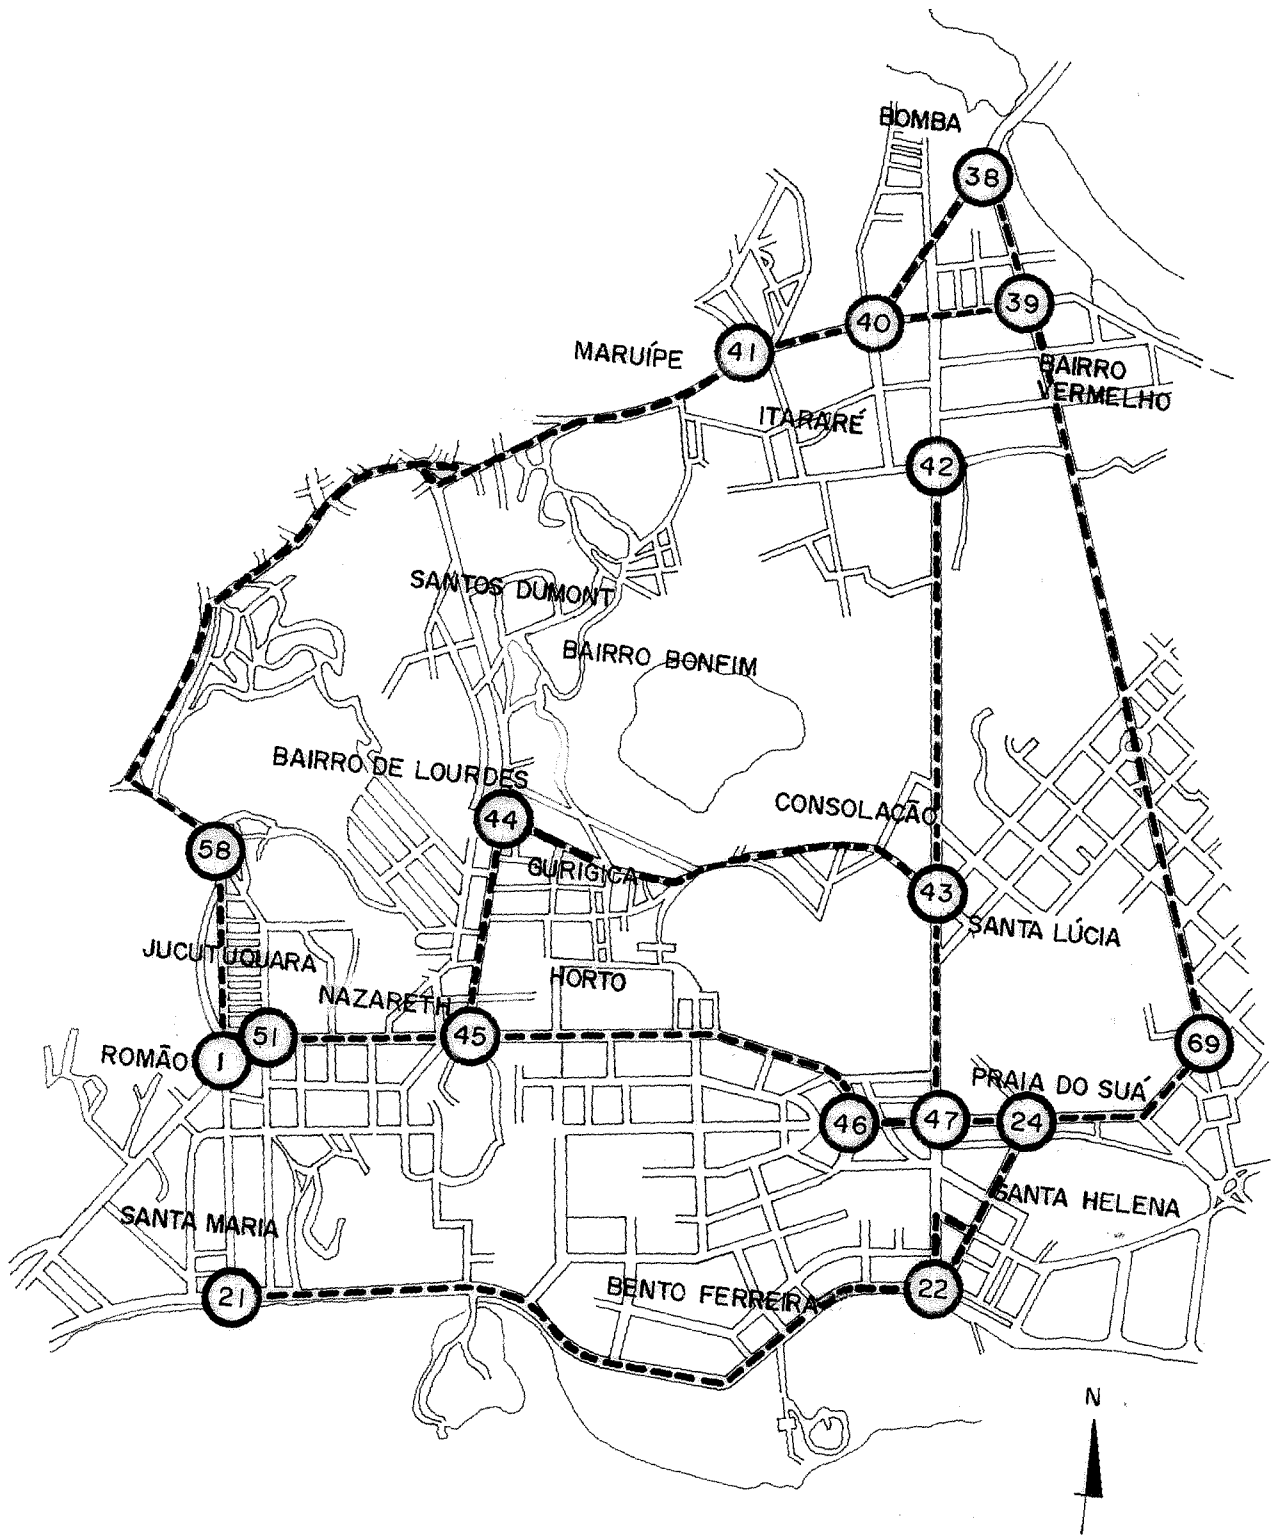 BOMBA
38
39
40
41
MARUÍPE
BAIRRO
VERMELHO
ITARARÉ
42
SANTOS DUMONT
BAIRRO BONFIM
BAIRRO DE LOURDES
CONSOLAÇÃO
44
58
GURIGICA
43
SANTA LÚCIA
JUCUTUQUARA
HORTO
NAZARETH
51
45
69
ROMÃO
1
PRAIA DO SUÁ
46
47
24
SANTA HELENA
SANTA MARIA
21
BENTO FERREIRA
22
N